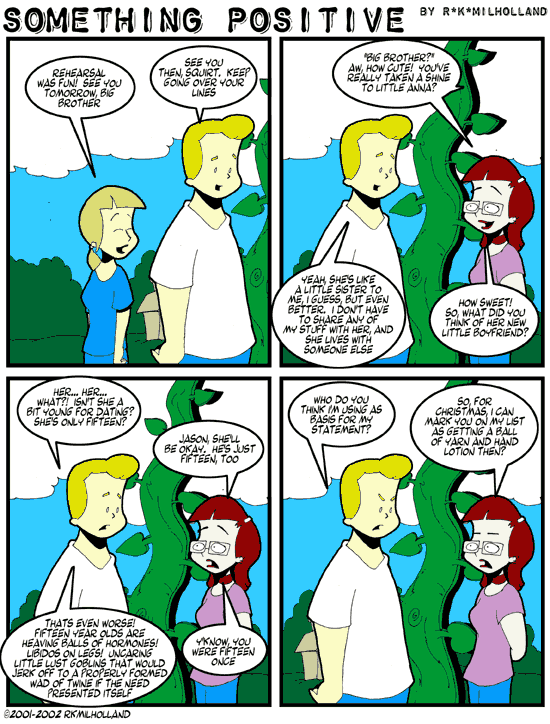 SOMETHING POSITIVE BY R*K*MILHOLLAND
REHEARSAL
WAS FUN! SEE YOU
TOMORROW, BIG
BROTHER
SEE YOU
THEN, SQUIRT. KEEP
GOING OVER YOUR
LINES
"BIG BROTHER?"
AW, HOW CUTE! YOU'VE
REALLY TAKEN A SHINE
TO LITTLE ANNA?
YEAH, SHE'S LIKE
A LITTLE SISTER TO
ME, I GUESS, BUT EVEN
BETTER. I DON'T HAVE
TO SHARE ANY OF
MY STUFF WITH HER, AND
SHE LIVES WITH
SOMEONE ELSE
HOW SWEET!
SO, WHAT DID YOU
THINK OF HER NEW
LITTLE BOYFRIEND?
HER... HER...
WHAT?! ISN'T SHE A
BIT YOUNG FOR DATING?
SHE'S ONLY FIFTEEN?
JASON, SHE'LL
BE OKAY. HE'S JUST
FIFTEEN, TOO
THATS EVEN WORSE!
FIFTEEN YEAR OLDS ARE
HEAVING BALLS OF HORMONES!
LIBIDOS ON LEGS! UNCARING
LITTLE LUST GOBLINS THAT WOULD
JERK OFF TO A PROPERLY FORMED
WAD OF TWINE IF THE NEED
PRESENTED ITSELF
Y'KNOW, YOU
WERE FIFTEEN
ONCE
WHO DO YOU
THINK I'M USING AS
BASIS FOR MY
STATEMENT?
SO, FOR
CHRISTMAS, I CAN
MARK YOU ON MY LIST
AS GETTING A BALL
OF YARN AND HAND
LOTION THEN?
©2001-2002 RKMILHOLLAND